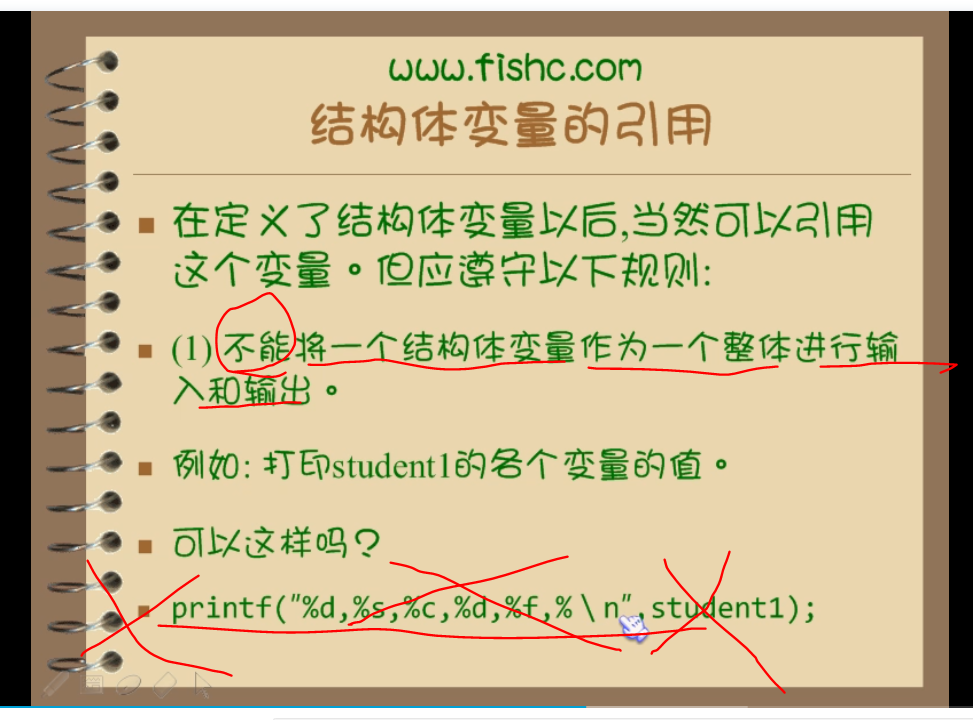 www.fishc.com
结构体变量的引用
在定义了结构体变量以后,当然可以引用
这个变量。但应遵守以下规则:
(1)不能将一个结构体变量作为一个整体进行输
入和输出。
例如: 打印student1的各个变量的值。
可以这样吗?
printf("%d,%s,%c,%d,%f,%\n",student1);